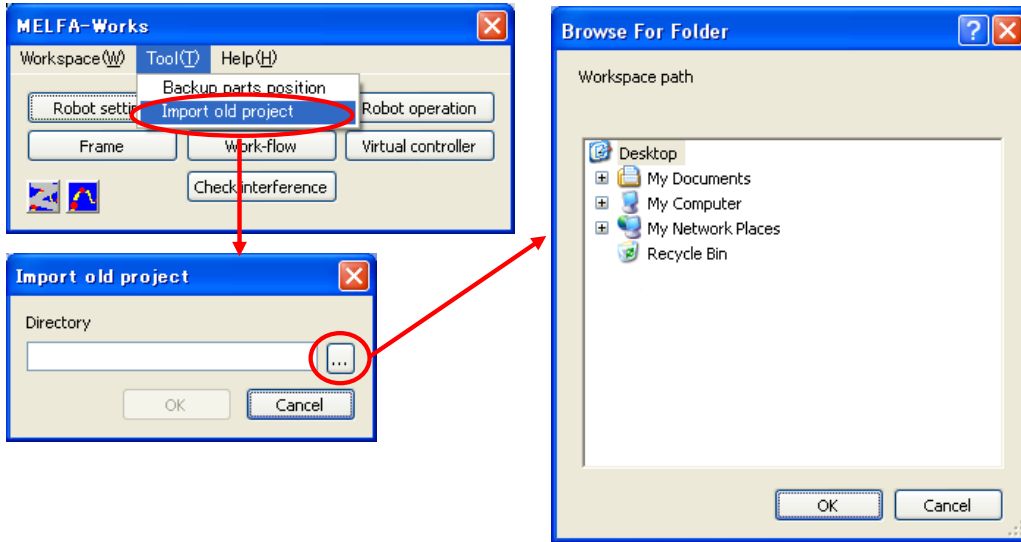 MELFA-Works
Workspace(W) Tool(T) Help(H)
Backup parts position
Import old project
Robot settin
Robot operation
Frame
Work-flow
Virtual controller
Check interference
Import old project
Directory
...
OK
Cancel
Browse For Folder
Workspace path
Desktop
My Documents
My Computer
My Network Places
Recycle Bin
OK
Cancel